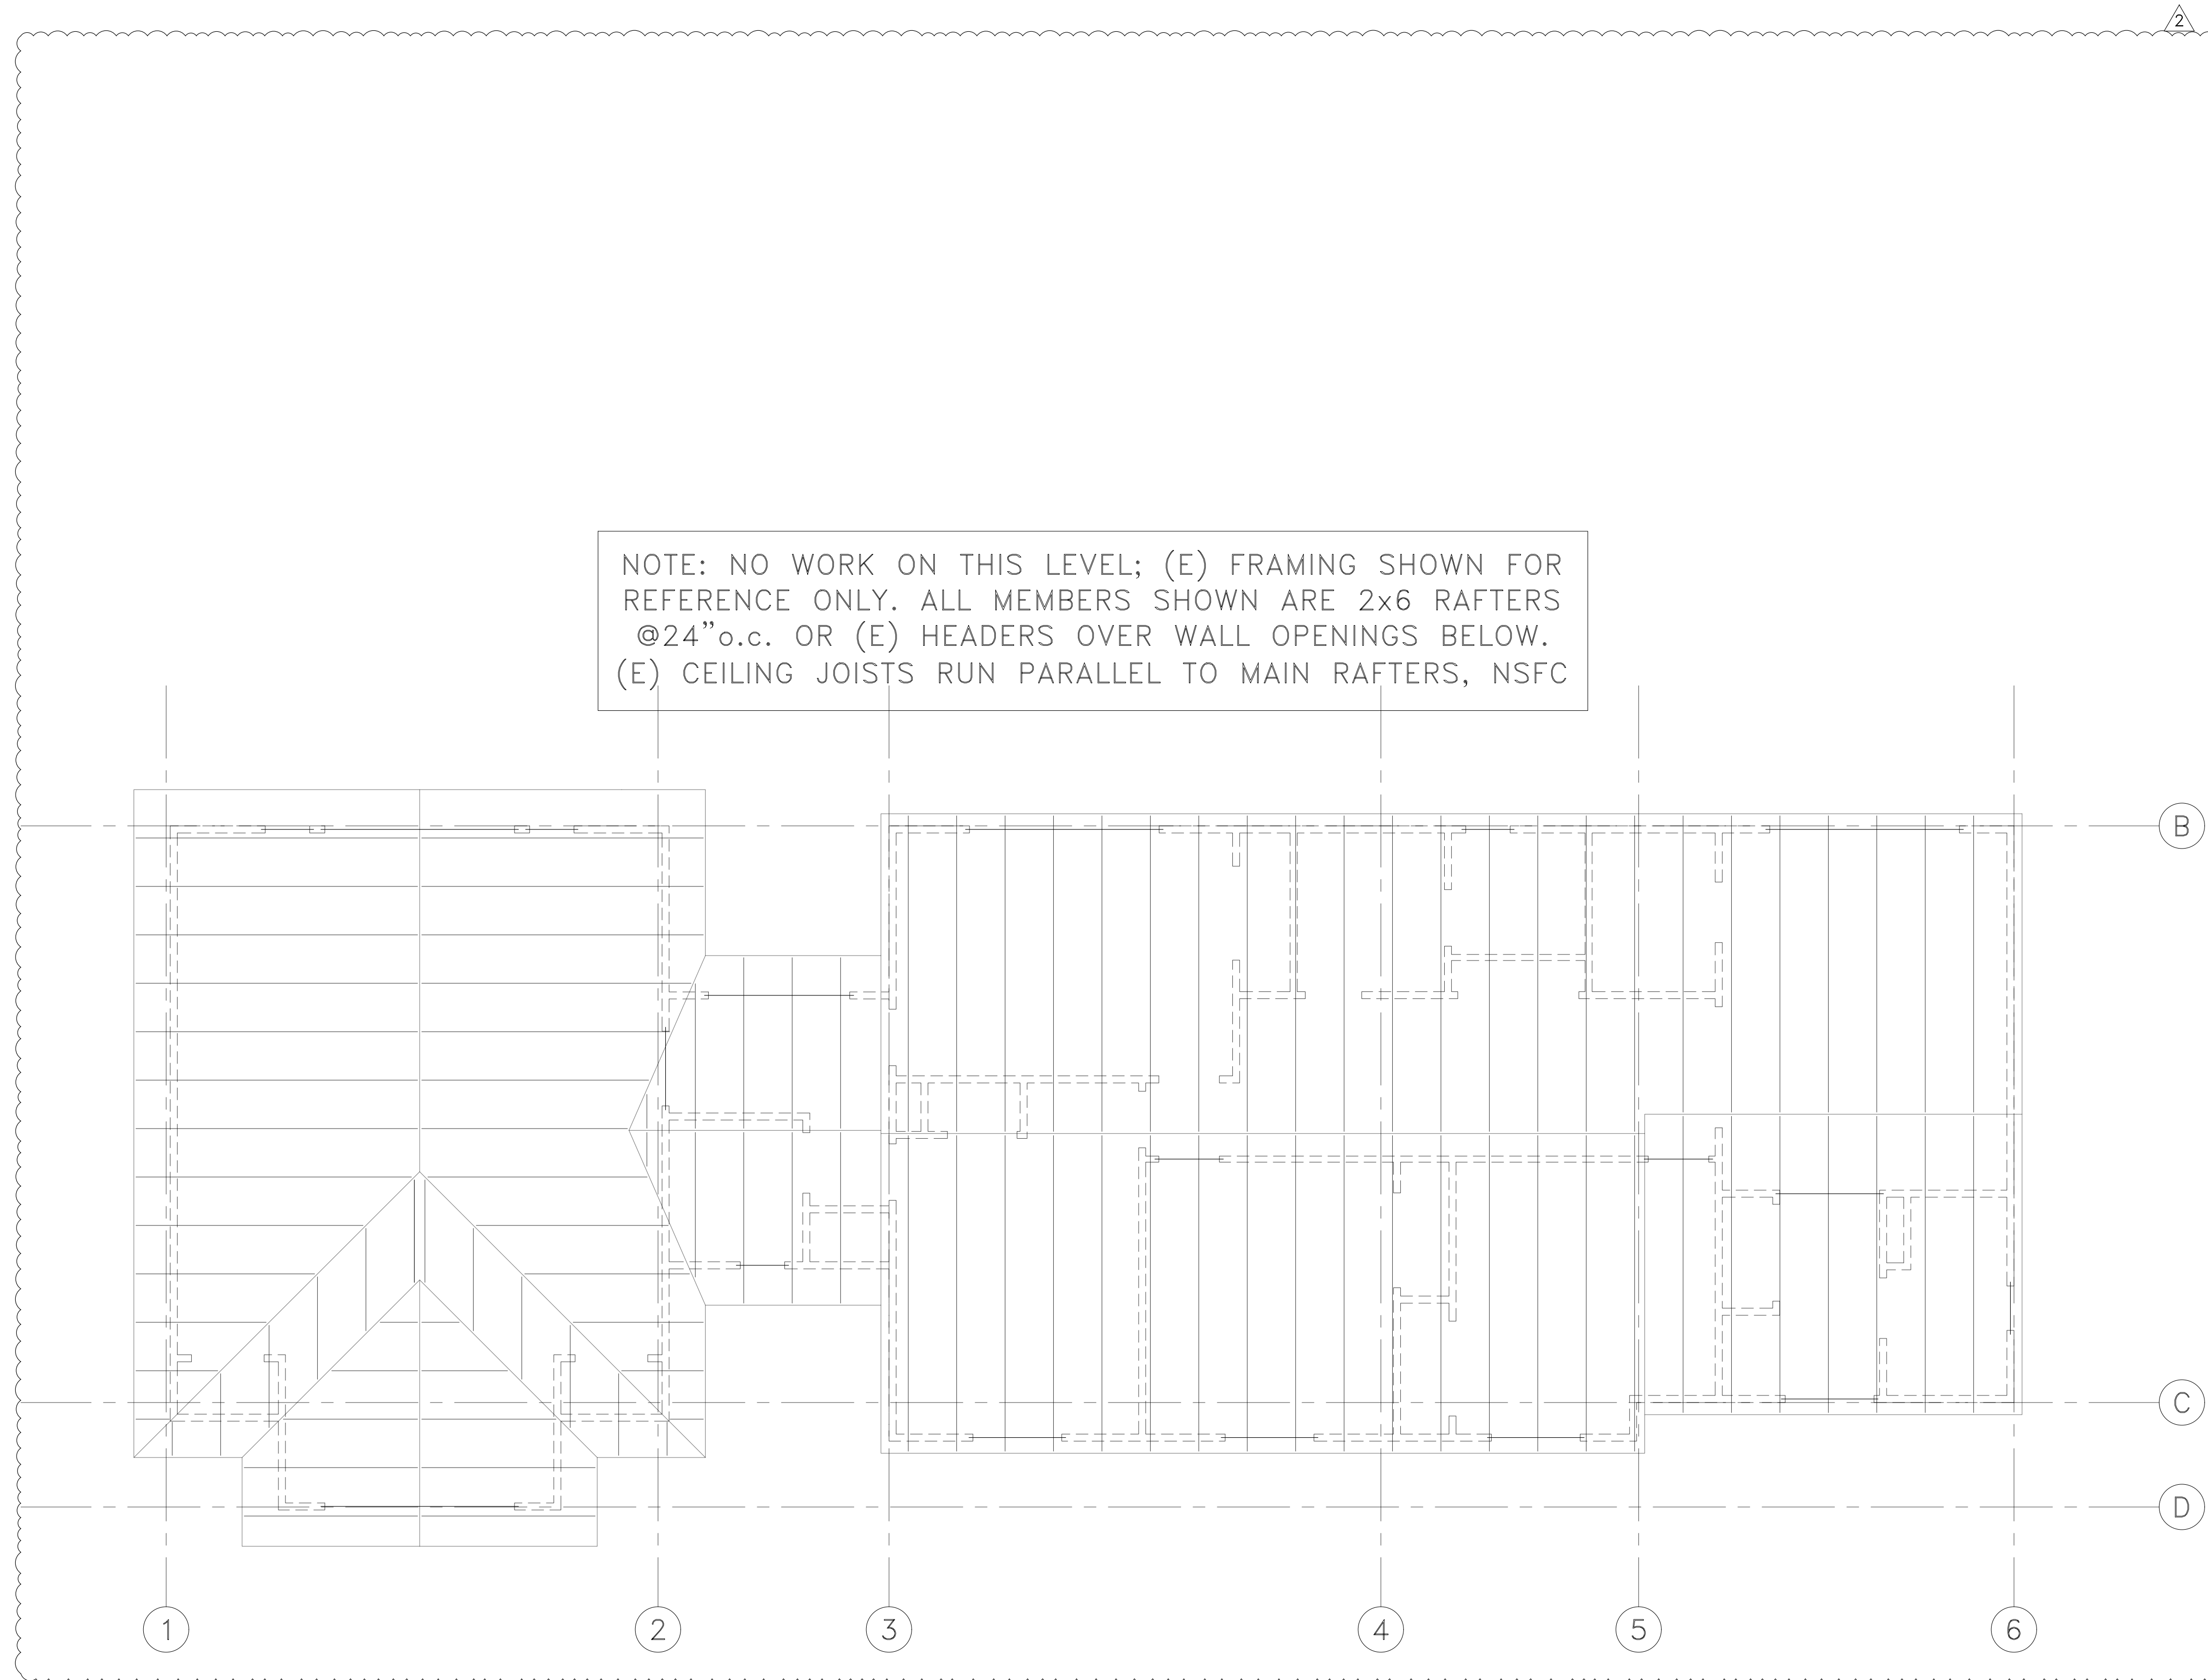 2
NOTE: NO WORK ON THIS LEVEL; (E) FRAMING SHOWN FOR
REFERENCE ONLY. ALL MEMBERS SHOWN ARE 2x6 RAFTERS
@24"o.c. OR (E) HEADERS OVER WALL OPENINGS BELOW.
(E) CEILING JOISTS RUN PARALLEL TO MAIN RAFTERS, NSFC
B
C
D
1 2 3 4 5 6